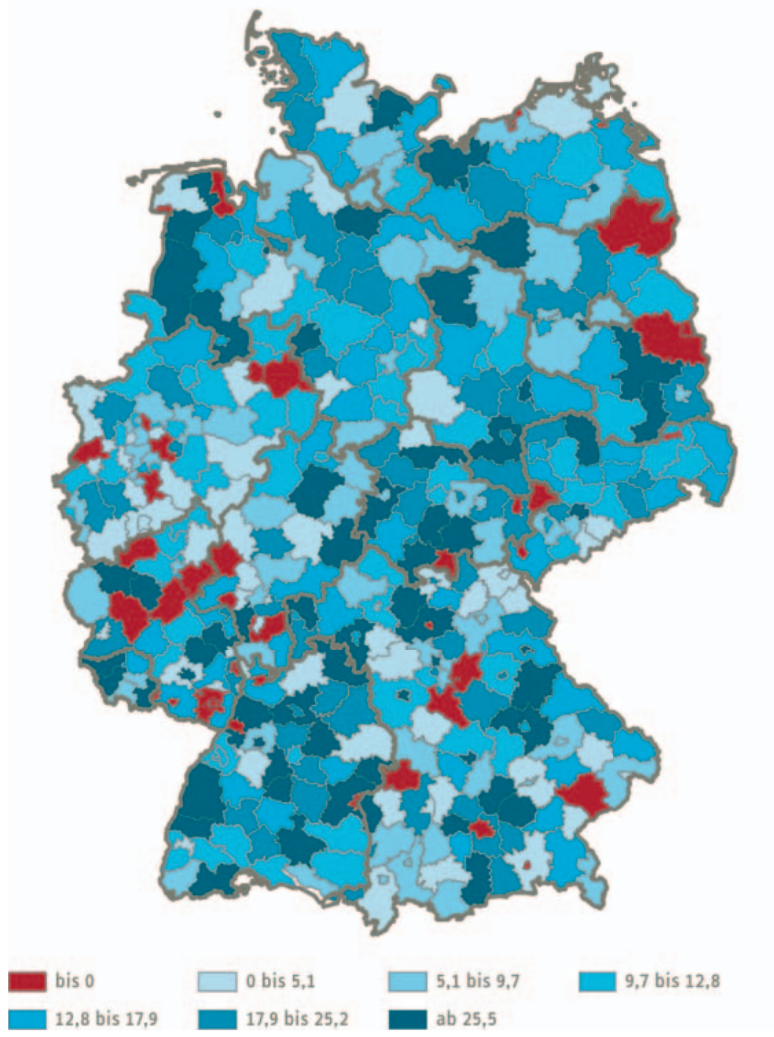 bis 0
0 bis 5,1
5,1 bis 9,7
9,7 bis 12,8
12,8 bis 17,9
17,9 bis 25,2
ab 25,5